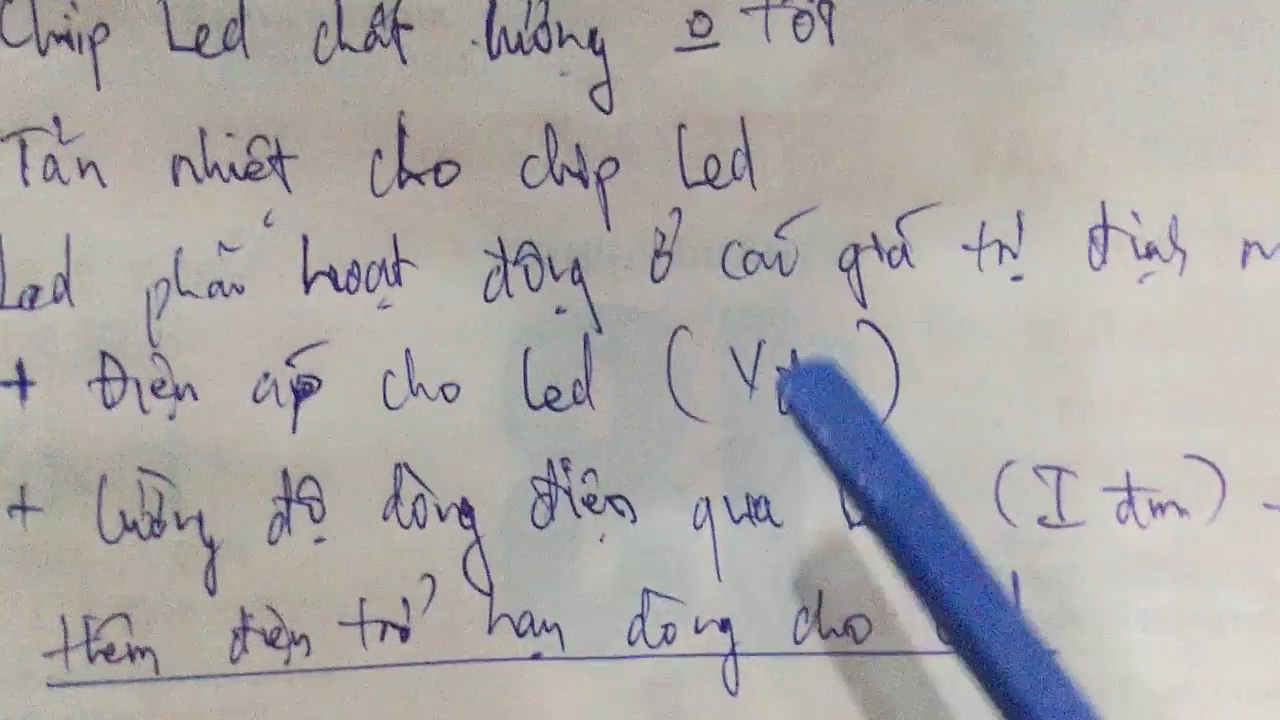 Chip Led chất lượng o tốt
Tản nhiệt cho chip Led
Led phải hoạt động ở các giá trị định
+ Điện áp cho led (V
+ Cường độ dòng điện qua (I đm) -
thêm điện trở hạn dòng cho